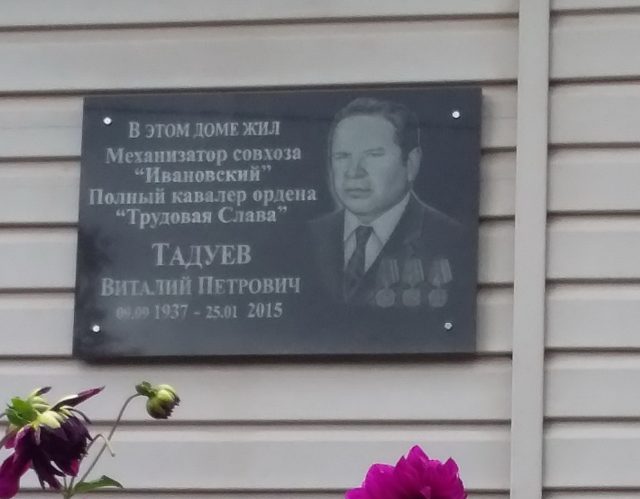 В ЭТОМ ДОМЕ ЖИЛ
Механизатор совхоза
“Ивановский”
Полный кавалер ордена
“Трудовая Слава”
ТАДУЕВ
ВИТАЛИЙ ПЕТРОВИЧ
09.09 1937 - 25.01 2015